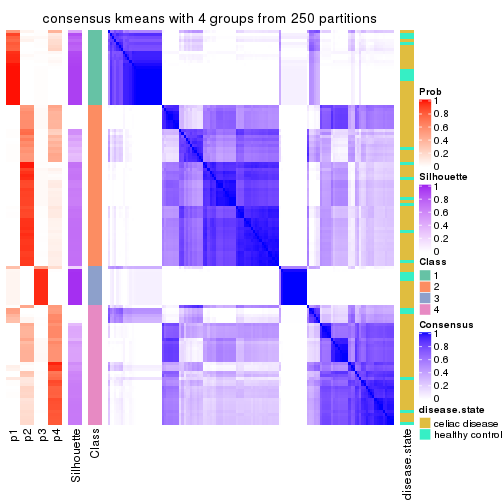 consensus kmeans with 4 groups from 250 partitions
Prob
1
0.8
0.6
0.4
0.2
0
Silhouette
1
0.8
0.6
0.4
0.2
0
Class
1
2
3
4
Consensus
1
0.8
0.6
0.4
0.2
0
disease.state
celiac disease
healthy control
p1
p2
p3
p4
Silhouette
Class
disease.state